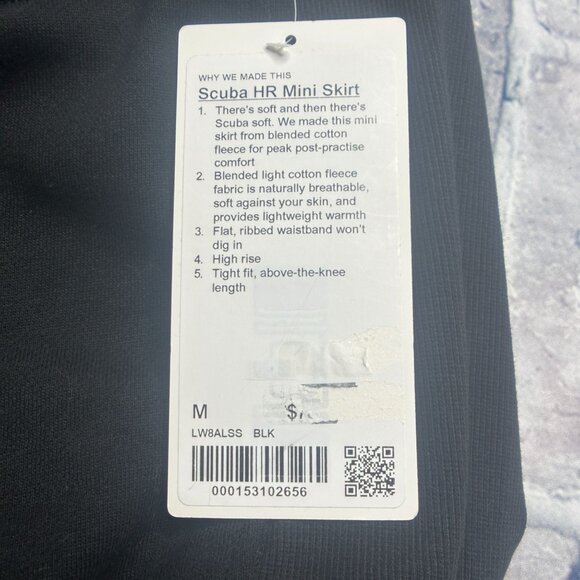 WHY WE MADE THIS
Scuba HR Mini Skirt
1. There's soft and then there's
Scuba soft. We made this mini
skirt from blended cotton
fleece for peak post-practise
comfort
2. Blended light cotton fleece
fabric is naturally breathable,
soft against your skin, and
provides lightweight warmth
3. Flat, ribbed waistband won't
dig in
4. High rise
5. Tight fit, above-the-knee
length
M
LW8ALSS BLK
000153102656